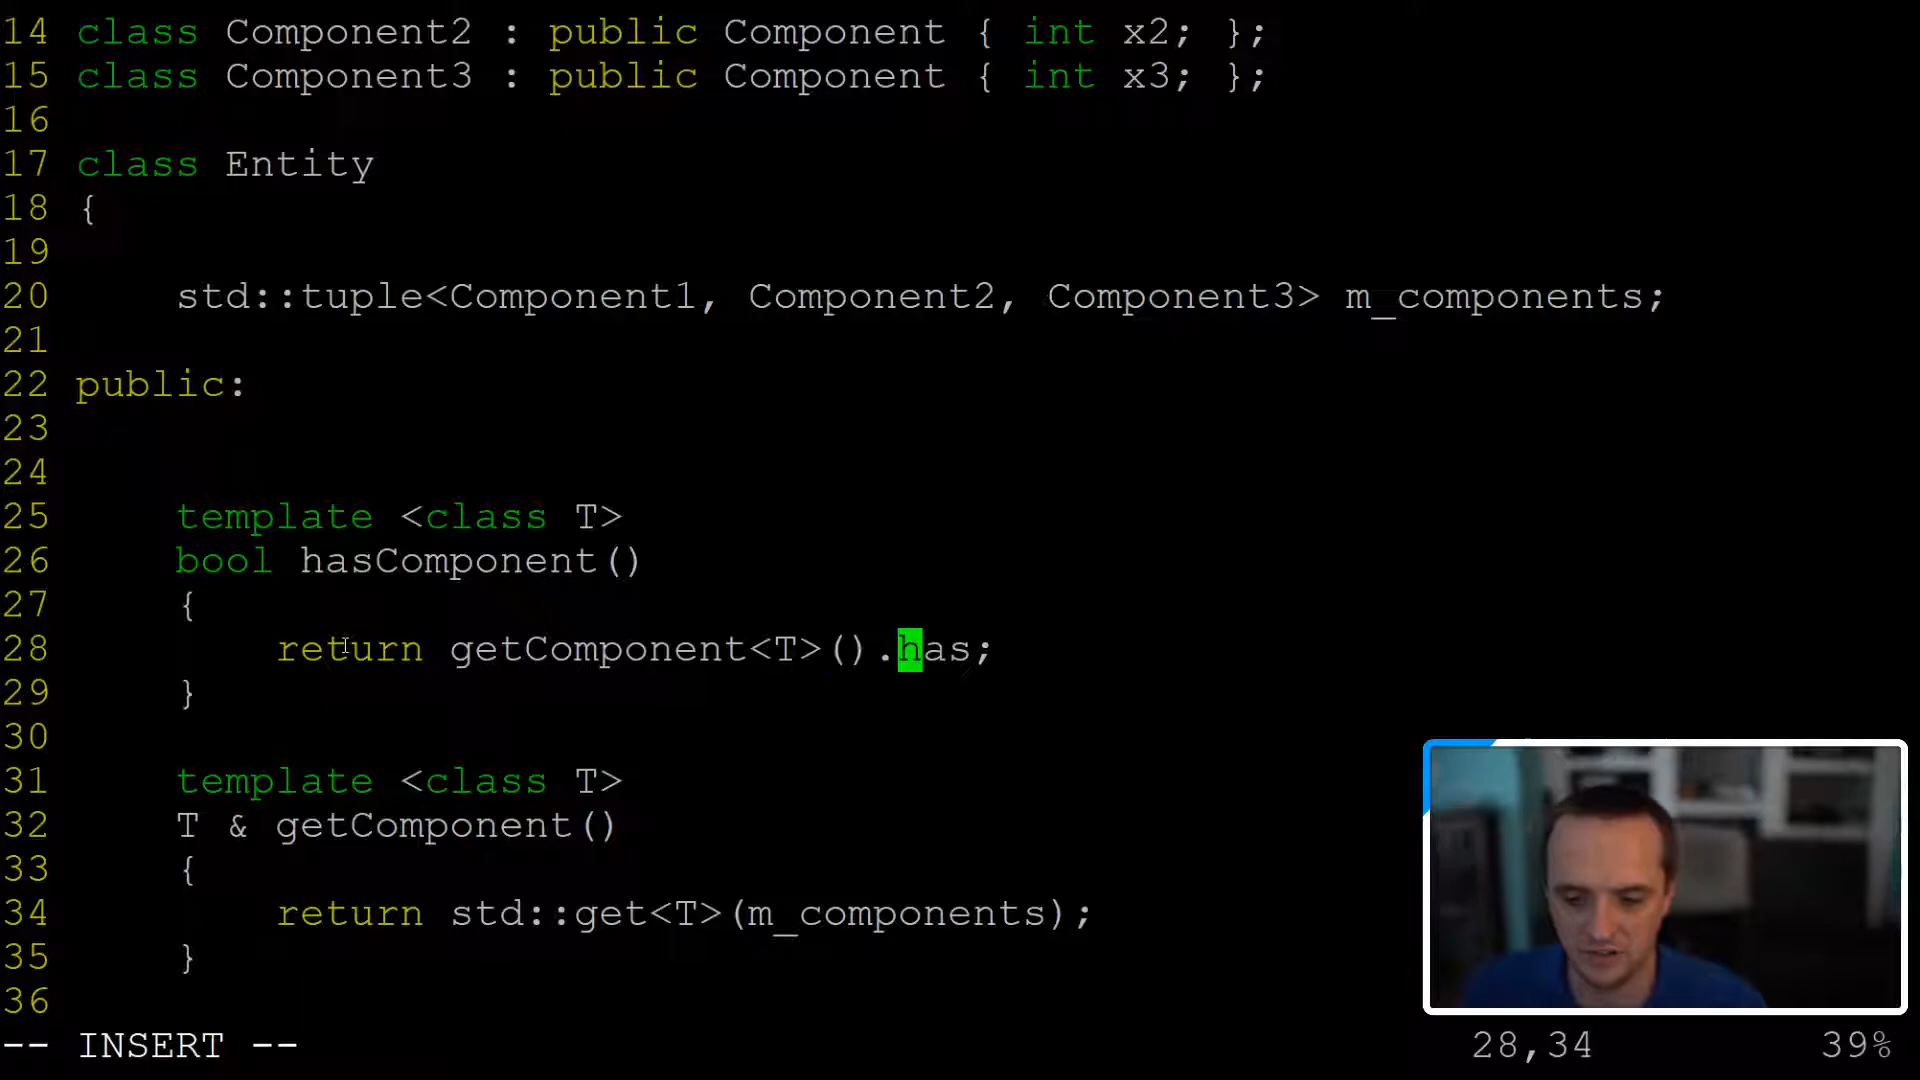 14 class Component2 : public Component { int x2; };
15 class Component3 : public Component { int x3; };
16
17 class Entity
18 {
19
20     std::tuple<Component1, Component2, Component3> m_components;
21
22 public:
23
24
25     template <class T>
26     bool hasComponent()
27     {
28         return getComponent<T>().has;
29     }
30
31     template <class T>
32     T & getComponent()
33     {
34         return std::get<T>(m_components);
35     }
36
-- INSERT -- 28,34 39%